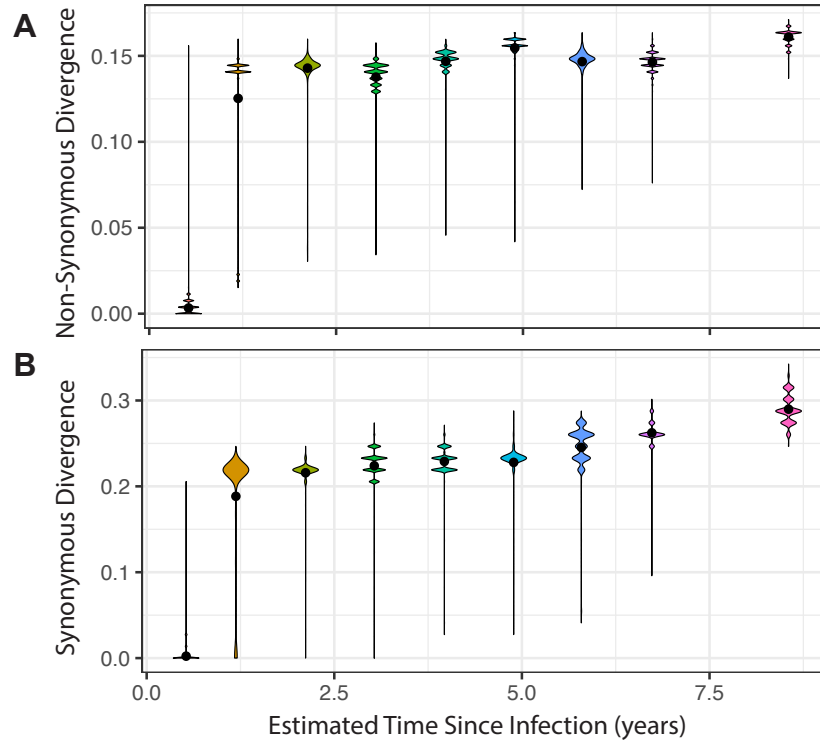 A
Non-Synonymous Divergence
0.15
0.10
0.05
0.00
B
Synonymous Divergence
0.3
0.2
0.1
0.0
0.0 2.5 5.0 7.5
Estimated Time Since Infection (years)